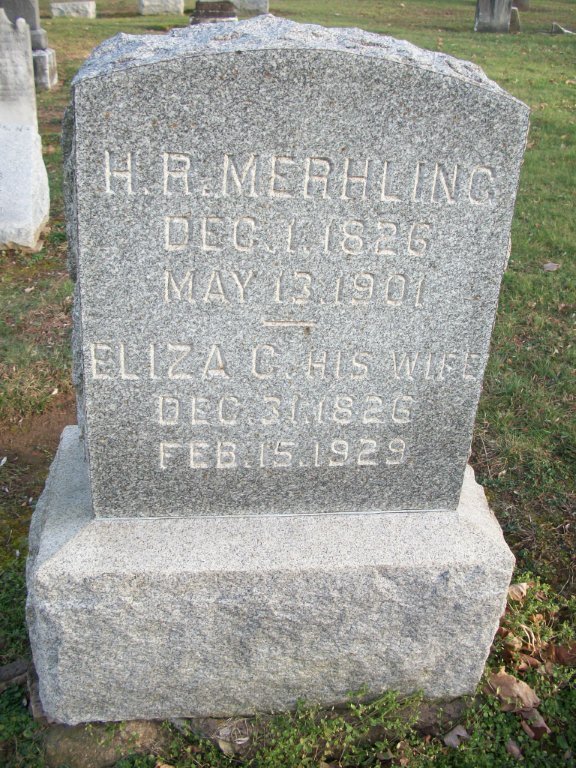 H. R. MERHLING
DEC. 1. 1826
MAY 13. 1901
ELIZA C. HIS WIFE
DEC. 31. 1826
FEB. 15. 1929